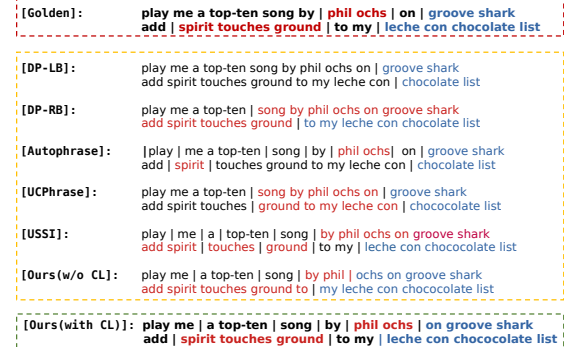 [Golden]: play me a top-ten song by | phil ochs | on | groove shark
add | spirit touches ground | to my | leche con chocolate list
[DP-LB]: play me a top-ten song by phil ochs on | groove shark
add spirit touches ground to my leche con | chocolate list
[DP-RB]: play me a top-ten | song by phil ochs on groove shark
add spirit touches ground | to my leche con chocolate list
[Autophrase]: |play | me a top-ten | song | by | phil ochs| on | groove shark
add | spirit | touches ground to my leche con | chocolate list
[UCPhrase]: play me a top-ten | song by phil ochs on | groove shark
add spirit touches | ground to my leche con | chococolate list
[USSI]: play | me | a | top-ten | song | by phil ochs on groove shark
add spirit | touches | ground | to my | leche con chococolate list
[Ours(w/o CL]: play me | a top-ten | song | by phil | ochs on groove shark
add spirit touches ground to | my leche con chococolate list
[Ours(with CL)]: play me | a top-ten | song | by | phil ochs | on groove shark
add | spirit touches ground | to my | leche con chococolate list